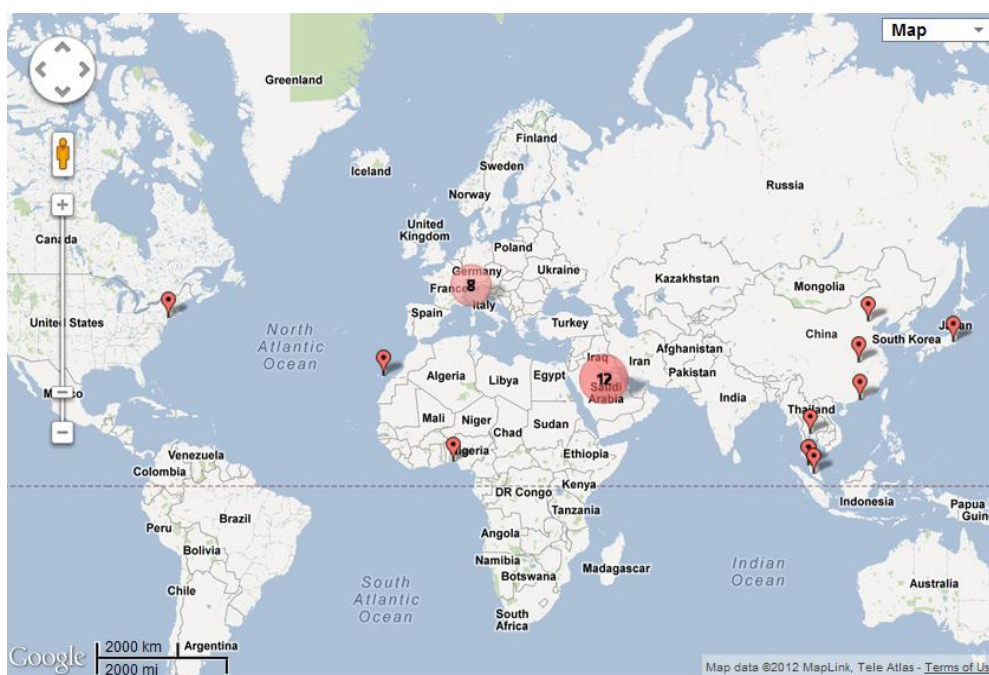 Map
Greenland
Finland
Iceland
Sweden
Norway
Russia
United
Kingdom
Canada
Poland
Germany
8
Ukraine
France
Kazakhstan
Italy
Mongolia
Spain
United States
Japan
North
Atlantic
Ocean
Turkey
China
South Korea
Iraq
Iran
Afghanistan
Algeria
Libya
Egypt
12
Saudi
Arabia
Pakistan
India
Mexico
Mali
Niger
Chad
Sudan
Thailand
Nigeria
Venezuela
Colombia
Ethiopia
Kenya
DR Congo
Indonesia
Papua
Tanzania
Brazil
Peru
Angola
Bolivia
Namibia
Botswana
Madagascar
Indian
Ocean
Australia
Chile
South
Atlantic
Ocean
South
Africa
Argentina
2000 km
2000 mi
Google
Map data ©2012 MapLink, Tele Atlas - Terms of Us